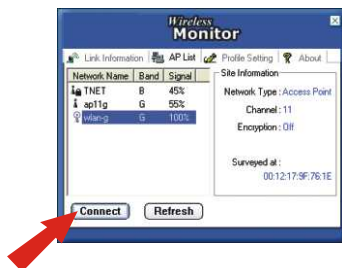 Wireless
Monitor
Link Information AP List Profile Setting About
Network Name Band Signal
TNET B 45%
ap11g G 55%
wlan-g G 100%
Site Information
Network Type : Access Point
Channel : 11
Encryption : Off
Surveyed at :
00:12:17:9F:76:1E
Connect Refresh